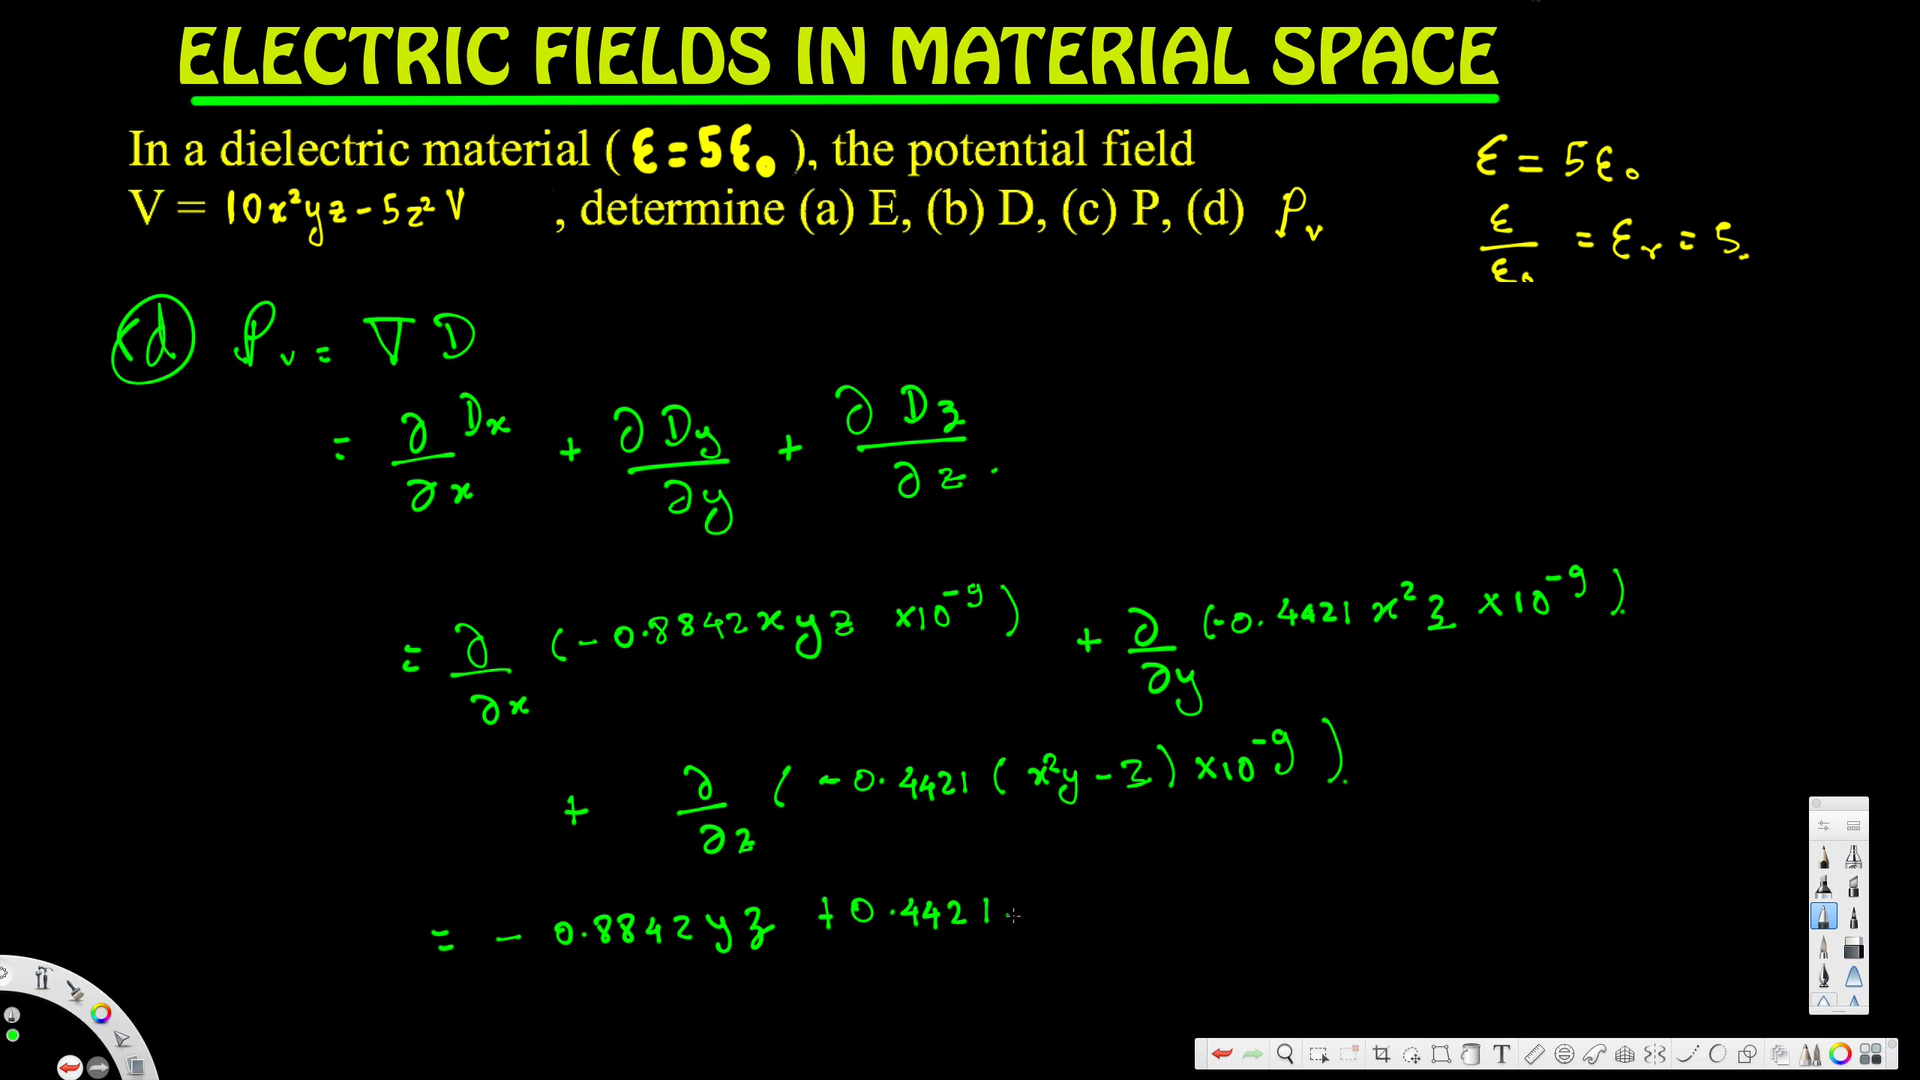 ELECTRIC FIELDS IN MATERIAL SPACE
In a dielectric material (ε=5ε₀), the potential field
V = 10x²yz-5z² V , determine (a) E, (b) D, (c) P, (d) ρᵥ
ε = 5ε₀
ε/ε₀ = εᵣ = 5.
(d) ρᵥ = ∇ D
= ∂Dx/∂x + ∂Dy/∂y + ∂Dz/∂z .
= ∂/∂x (-0.8842xyz ×10⁻⁹) + ∂/∂y (-0.4421 x²z ×10⁻⁹).
+ ∂/∂z (-0.4421 (x²y-z) ×10⁻⁹).
= - 0.8842yz +0.4421
T